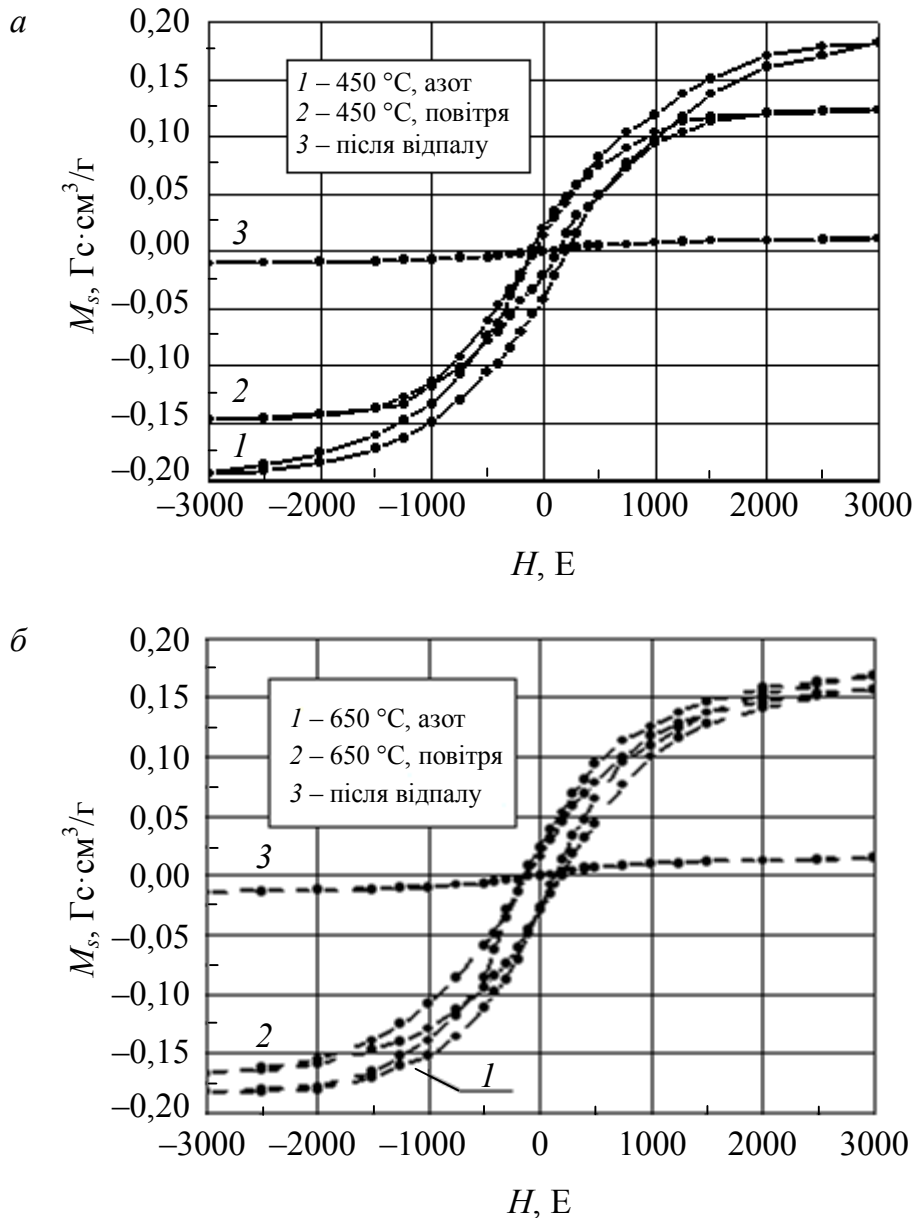 а
M_s, Гс·см³/г
0,20
0,15
0,10
0,05
0,00
–0,05
–0,10
–0,15
–0,20
1 – 450 °C, азот
2 – 450 °C, повітря
3 – після відпалу
3
2
1
–3000 –2000 –1000 0 1000 2000 3000
H, Е
б
M_s, Гс·см³/г
0,20
0,15
0,10
0,05
0,00
–0,05
–0,10
–0,15
–0,20
1 – 650 °C, азот
2 – 650 °C, повітря
3 – після відпалу
3
2
1
–3000 –2000 –1000 0 1000 2000 3000
H, Е